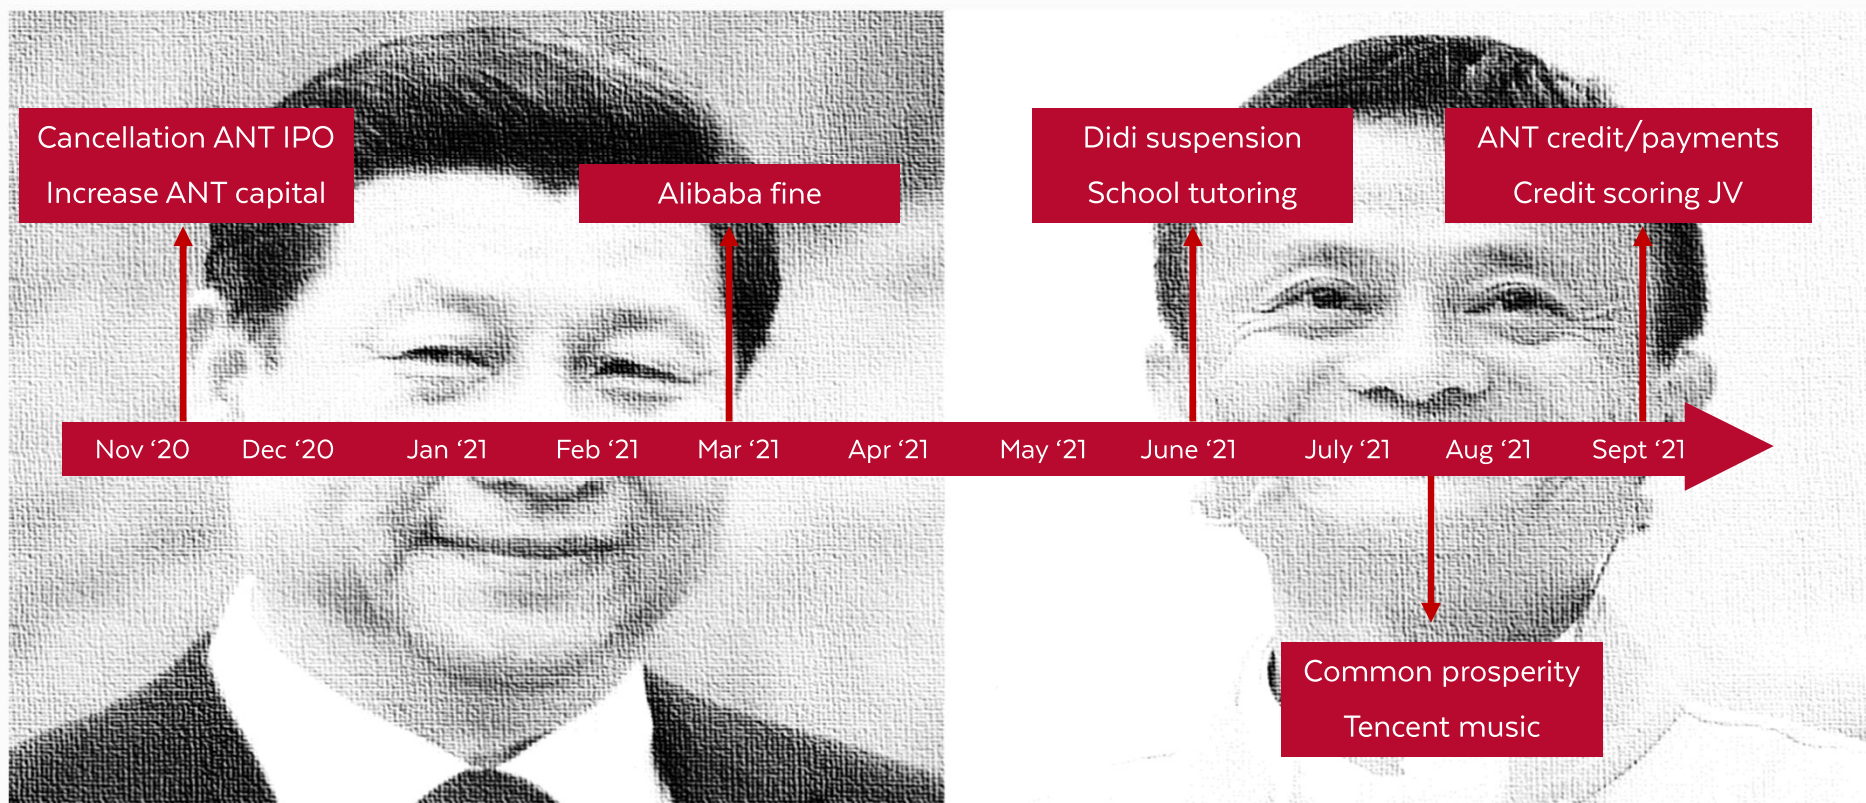 Cancellation ANT IPO
Increase ANT capital
Alibaba fine
Didi suspension
School tutoring
ANT credit/payments
Credit scoring JV
Nov ‘20 Dec ‘20 Jan ‘21 Feb ‘21 Mar ‘21 Apr ‘21 May ‘21 June ‘21 July ‘21 Aug ‘21 Sept ‘21
Common prosperity
Tencent music